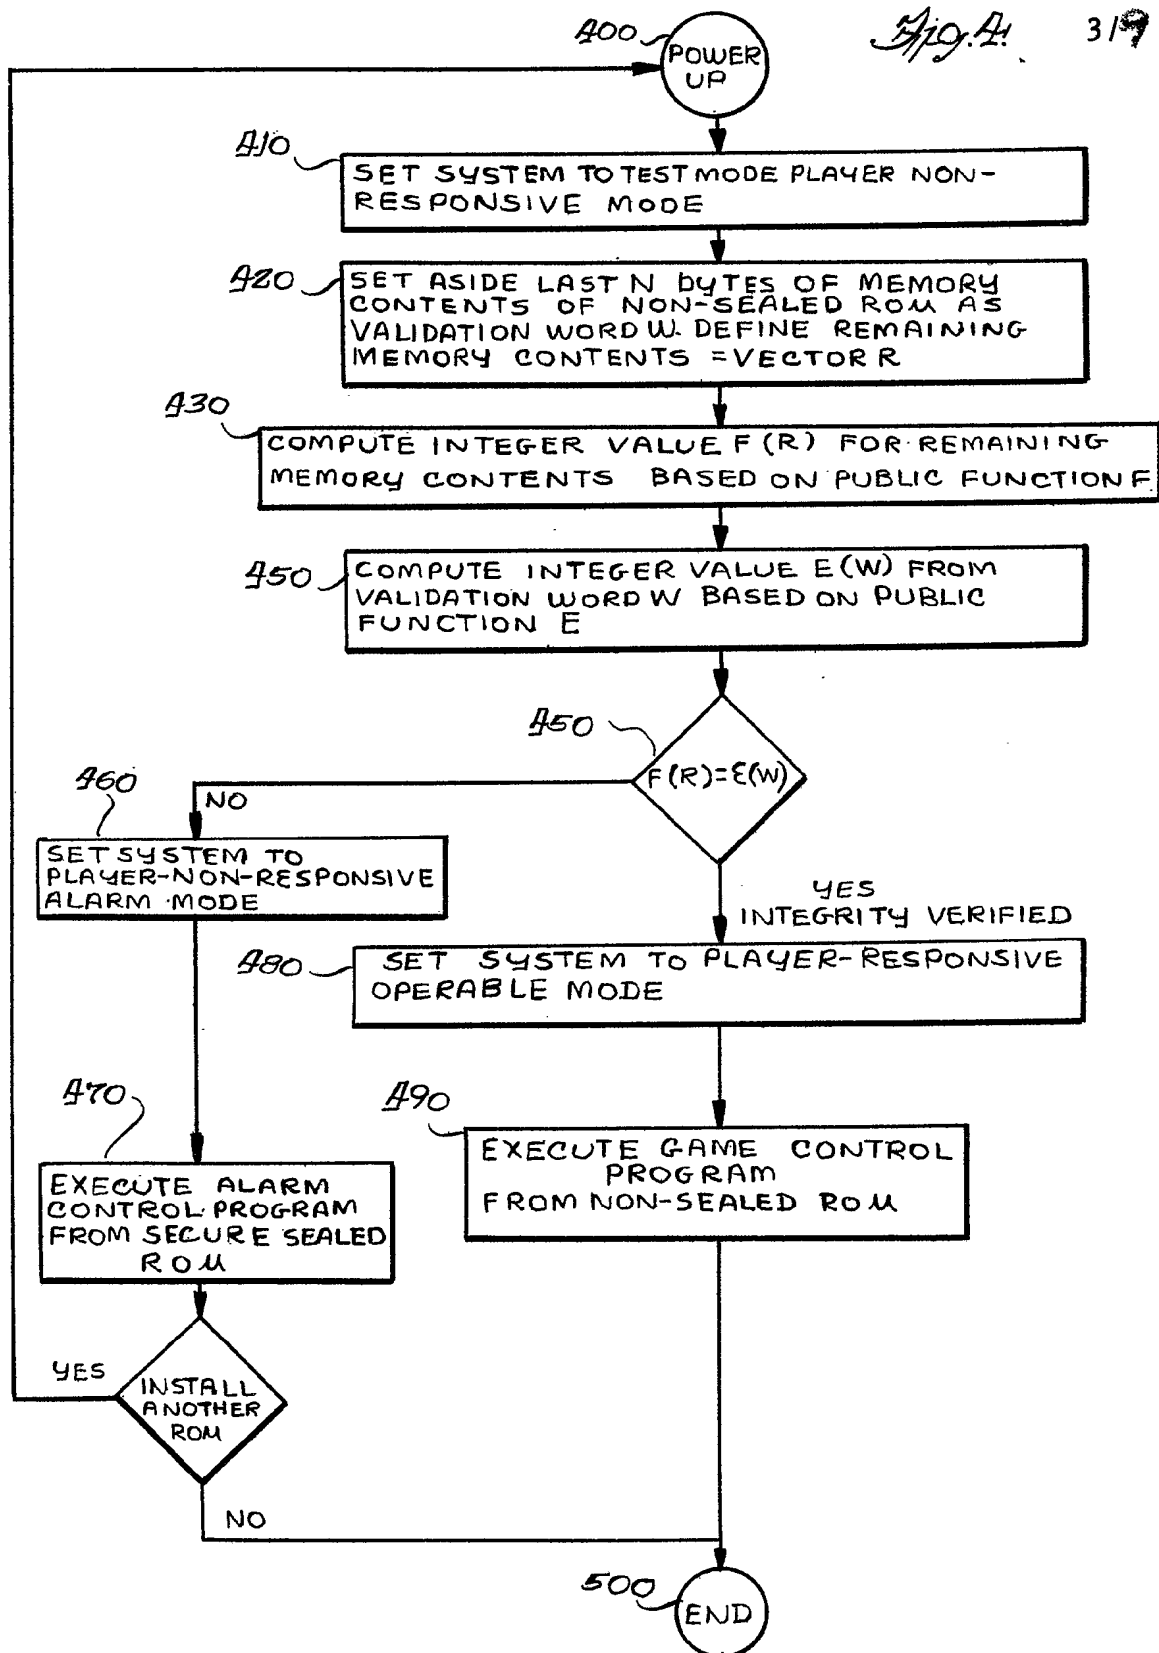 Fig. 4.
3/9
400
POWER
UP
410
SET SYSTEM TO TEST MODE PLAYER NON-
RESPONSIVE MODE
420
SET ASIDE LAST N bYTES OF MEMORY
CONTENTS OF NON-SEALED ROM AS
VALIDATION WORD W. DEFINE REMAINING
MEMORY CONTENTS = VECTOR R
430
COMPUTE INTEGER VALUE F (R) FOR REMAINING
MEMORY CONTENTS BASED ON PUBLIC FUNCTION F
450
COMPUTE INTEGER VALUE E (W) FROM
VALIDATION WORD W BASED ON PUBLIC
FUNCTION E
450
F(R)=E(W)
460
NO
SET SYSTEM TO
PLAYER-NON-RESPONSIVE
ALARM MODE
YES
INTEGRITY VERIFIED
480
SET SYSTEM TO PLAYER-RESPONSIVE
OPERABLE MODE
470
EXECUTE ALARM
CONTROL PROGRAM
FROM SECURE SEALED
ROM
490
EXECUTE GAME CONTROL
PROGRAM
FROM NON-SEALED ROM
YES
INSTALL
ANOTHER
ROM
NO
500
END